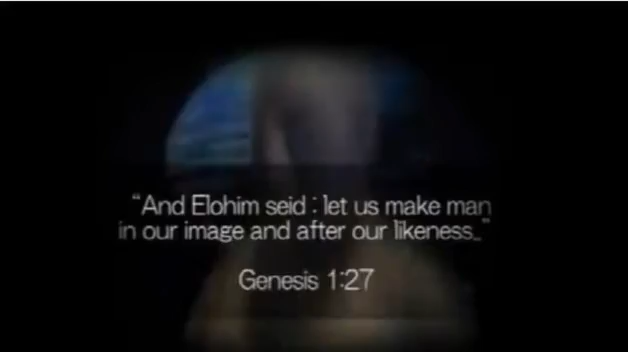 "And Elohim seid : let us make man
in our image and after our likeness..."
Genesis 1:27